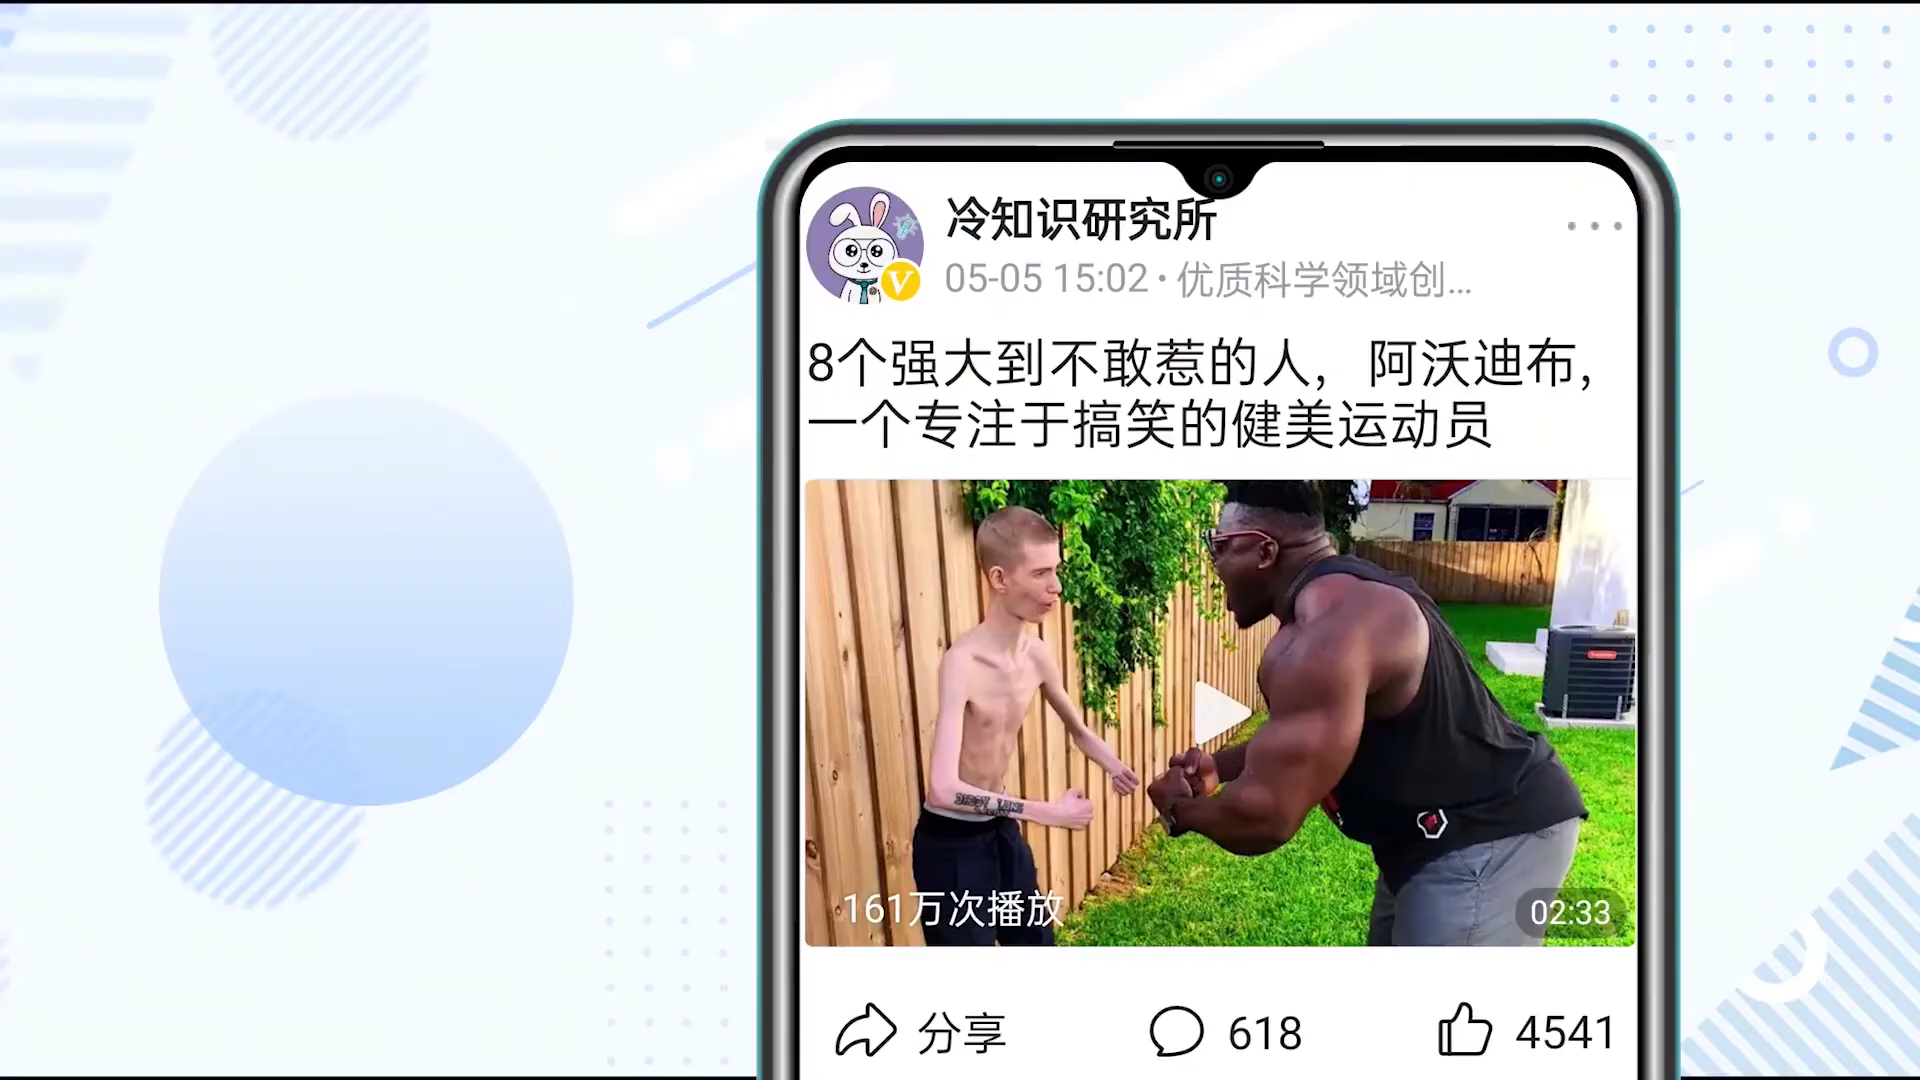 冷知识研究所
05-05 15:02·优质科学领域创...
8个强大到不敢惹的人，阿沃迪布，
一个专注于搞笑的健美运动员
161万次播放
02:33
分享
618
4541